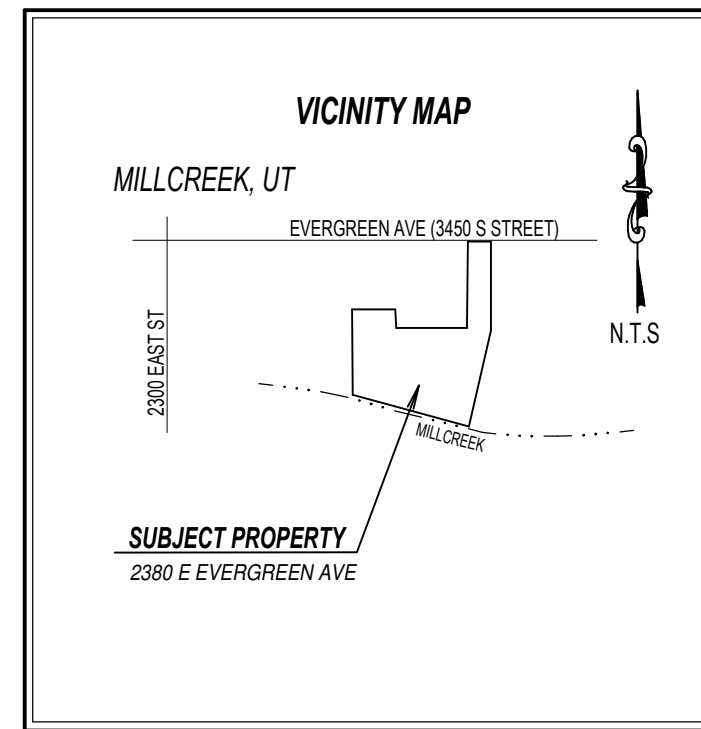 VICINITY MAP
MILLCREEK, UT
EVERGREEN AVE (3450 S STREET)
N.T.S
2300 EAST ST
MILLCREEK
SUBJECT PROPERTY
2380 E EVERGREEN AVE